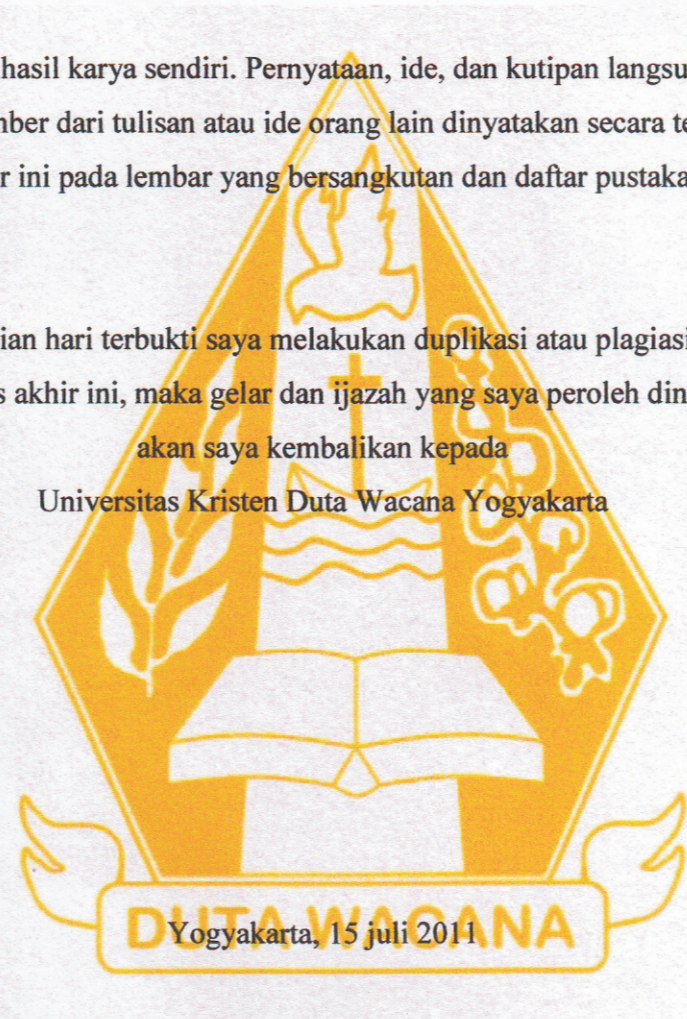 hasil karya sendiri. Pernyataan, ide, dan kutipan langsu
ber dari tulisan atau ide orang lain dinyatakan secara te
r ini pada lembar yang bersangkutan dan daftar pustaka
ian hari terbukti saya melakukan duplikasi atau plagiasi
s akhir ini, maka gelar dan ijazah yang saya peroleh din
akan saya kembalikan kepada
Universitas Kristen Duta Wacana Yogyakarta
DUTA WACANA
Yogyakarta, 15 juli 2011